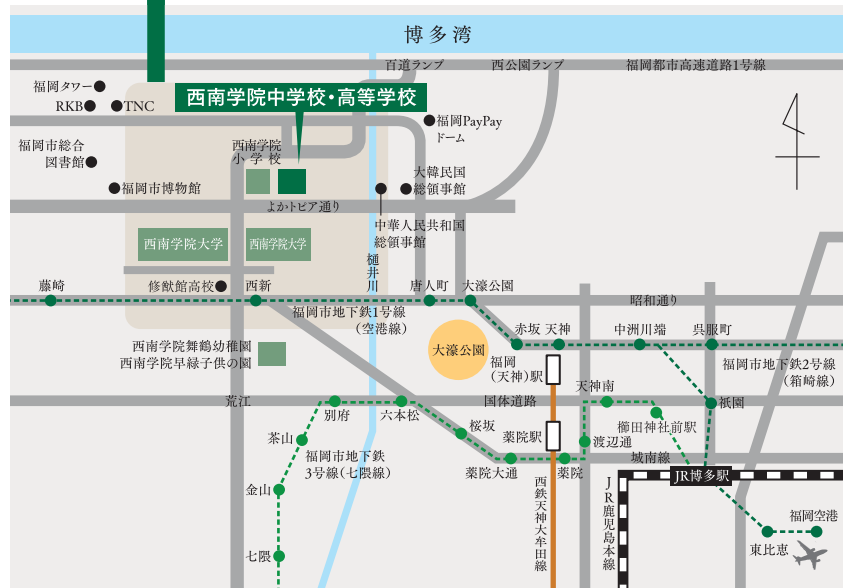 博多湾
百道ランプ
西公園ランプ
福岡都市高速道路1号線
福岡タワー
RKB
TNC
西南学院中学校・高等学校
福岡PayPay
ドーム
福岡市総合
図書館
西南学院
小学校
大韓民国
総領事館
福岡市博物館
よかトピア通り
中華人民共和国
総領事館
西南学院大学
西南学院大学
樋井川
藤崎
修猷館高校
西新
唐人町
大濠公園
昭和通り
福岡市地下鉄1号線
(空港線)
赤坂
天神
中洲川端
呉服町
西南学院舞鶴幼稚園
西南学院早緑子供の園
大濠公園
福岡
(天神)駅
福岡市地下鉄2号線
(箱崎線)
荒江
別府
六本松
国体道路
天神南
櫛田神社前駅
祇園
茶山
福岡市地下鉄
3号線(七隈線)
桜坂
薬院駅
渡辺通
薬院大通
薬院
城南線
JR博多駅
金山
西鉄天神大牟田線
JR鹿児島本線
七隈
東比恵
福岡空港